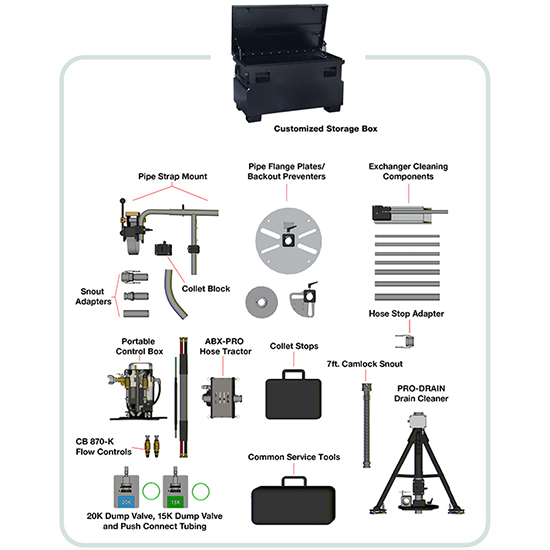 Customized Storage Box
Pipe Strap Mount
Pipe Flange Plates/
Backout Preventers
Exchanger Cleaning
Components
Collet Block
Snout
Adapters
Hose Stop Adapter
Portable
Control Box
ABX-PRO
Hose Tractor
Collet Stops
7ft. Camlock Snout
PRO-DRAIN
Drain Cleaner
CB 870-K
Flow Controls
Common Service Tools
20K
15K
20K Dump Valve, 15K Dump Valve
and Push Connect Tubing